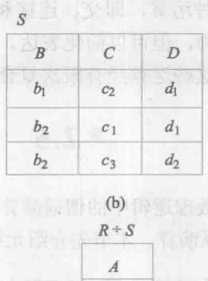 S
B C D
b₁ c₂ d₁
b₂ c₁ d₁
b₂ c₃ d₂
(b)
R÷S
A